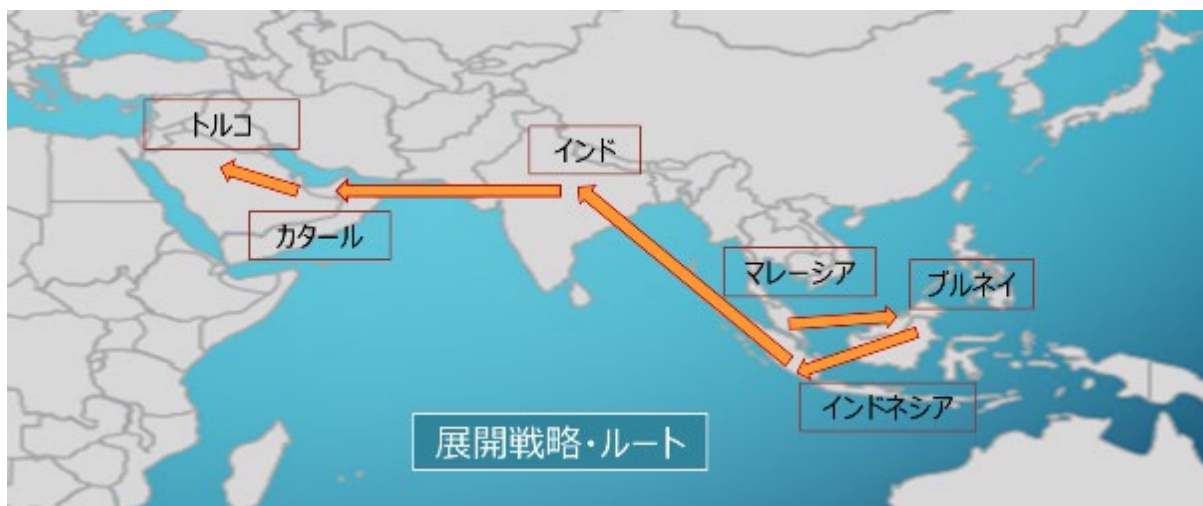 トルコ
インド
カタール
マレーシア
ブルネイ
インドネシア
展開戦略・ルート